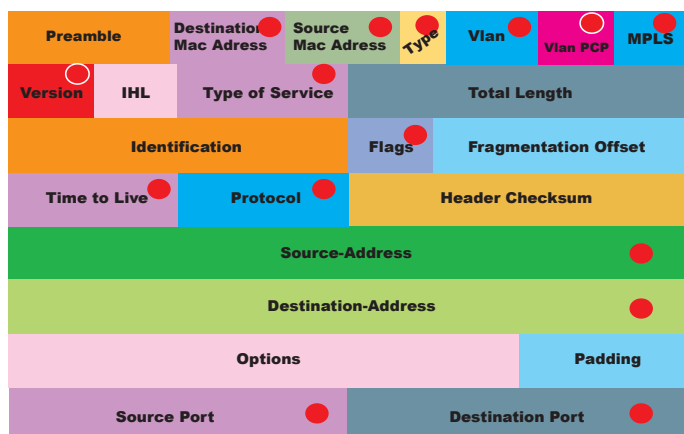 Preamble
Destination
Mac Adress
Source
Mac Adress
Type
Vlan
Vlan PCP
MPLS
Version
IHL
Type of Service
Total Length
Identification
Flags
Fragmentation Offset
Time to Live
Protocol
Header Checksum
Source-Address
Destination-Address
Options
Padding
Source Port
Destination Port